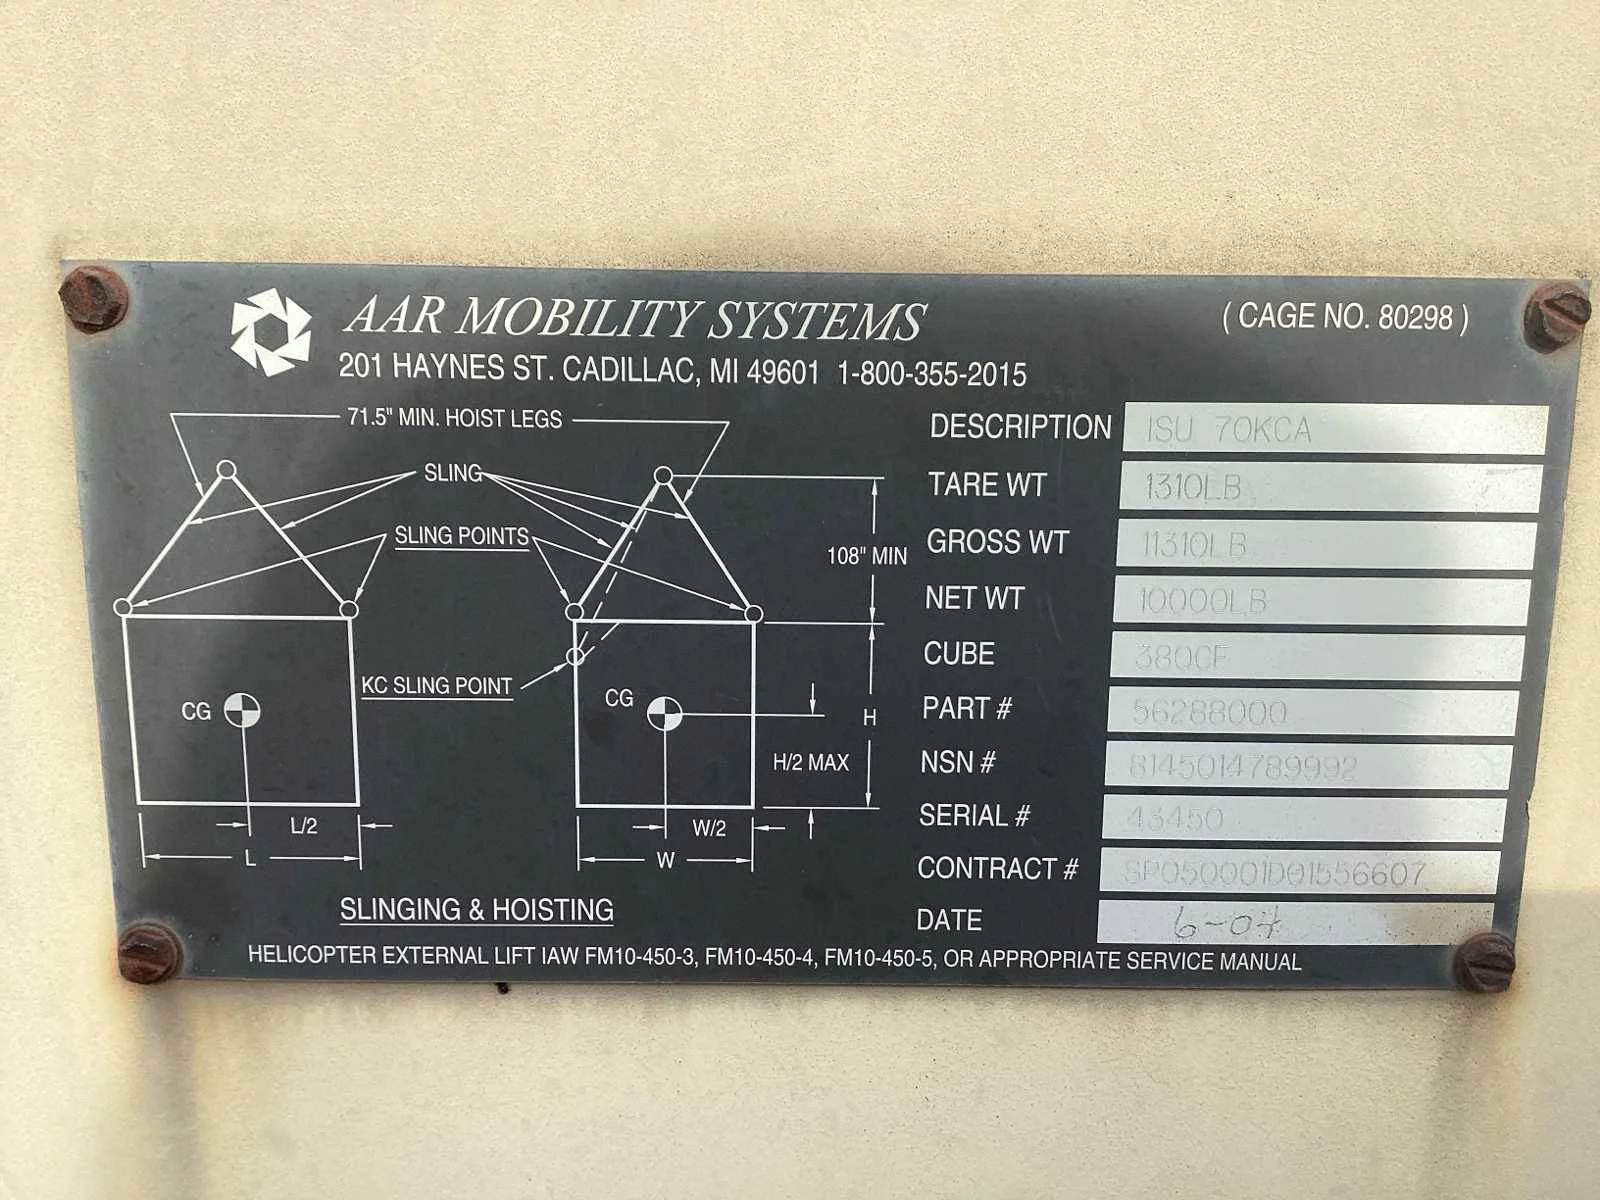 AAR MOBILITY SYSTEMS
( CAGE NO. 80298 )
201 HAYNES ST. CADILLAC, MI 49601 1-800-355-2015
71.5" MIN. HOIST LEGS
SLING
SLING POINTS
108" MIN
KC SLING POINT
CG
CG
H
H/2 MAX
L/2
W/2
L
W
SLINGING & HOISTING
DESCRIPTION ISU 70KCA
TARE WT 1310LB
GROSS WT 11310LB
NET WT 10000LB
CUBE 380CF
PART # 56288000
NSN # 8145014789992
SERIAL # 43450
CONTRACT # SP050001D01556607
DATE 6-04
HELICOPTER EXTERNAL LIFT IAW FM10-450-3, FM10-450-4, FM10-450-5, OR APPROPRIATE SERVICE MANUAL